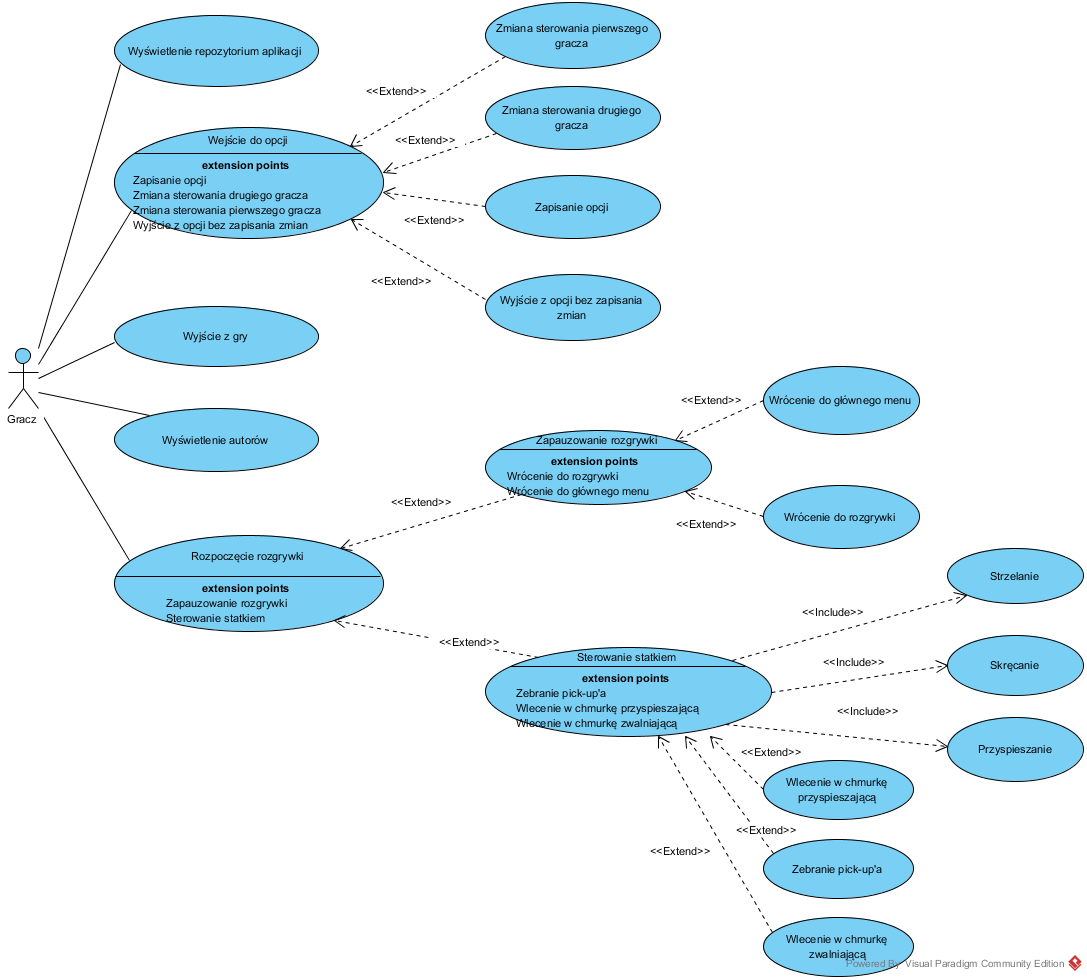 Wyświetlenie repozytorium aplikacji
Zmiana sterowania pierwszego
gracza
<<Extend>>
Zmiana sterowania drugiego
gracza
<<Extend>>
Wejście do opcji
extension points
Zapisanie opcji
Zmiana sterowania drugiego gracza
Zmiana sterowania pierwszego gracza
Wyjście z opcji bez zapisania zmian
Zapisanie opcji
<<Extend>>
<<Extend>>
Wyjście z opcji bez zapisania
zmian
Wyjście z gry
Gracz
Wyświetlenie autorów
<<Extend>>
Wrócenie do głównego menu
Zapauzowanie rozgrywki
extension points
Wrócenie do rozgrywki
Wrócenie do głównego menu
<<Extend>>
<<Extend>>
Wrócenie do rozgrywki
Rozpoczęcie rozgrywki
extension points
Zapauzowanie rozgrywki
Sterowanie statkiem
<<Extend>>
Strzelanie
<<Include>>
Sterowanie statkiem
extension points
Zebranie pick-up'a
Wlecenie w chmurkę przyspieszającą
Wlecenie w chmurkę zwalniającą
<<Include>>
Skręcanie
<<Include>>
Przyspieszanie
<<Extend>>
Wlecenie w chmurkę
przyspieszającą
<<Extend>>
<<Extend>>
Zebranie pick-up'a
Wlecenie w chmurkę
zwalniającą
Powered By Visual Paradigm Community Edition